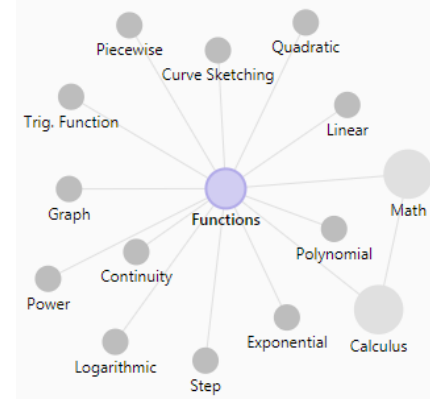 Piecewise
Quadratic
Curve Sketching
Trig. Function
Linear
Graph
Math
Functions
Polynomial
Continuity
Power
Exponential
Calculus
Logarithmic
Step